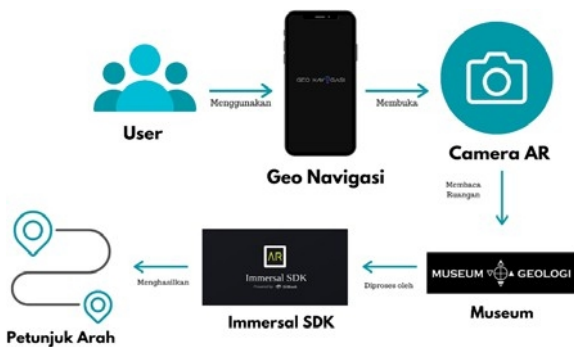 User
Menggunakan
GEO NAVIGASI
Geo Navigasi
Membuka
Camera AR
Membaca
Ruangan
MUSEUM GEOLOGI
Museum
Diproses oleh
AR
Immersal SDK
Immersal SDK
Menghasilkan
Petunjuk Arah